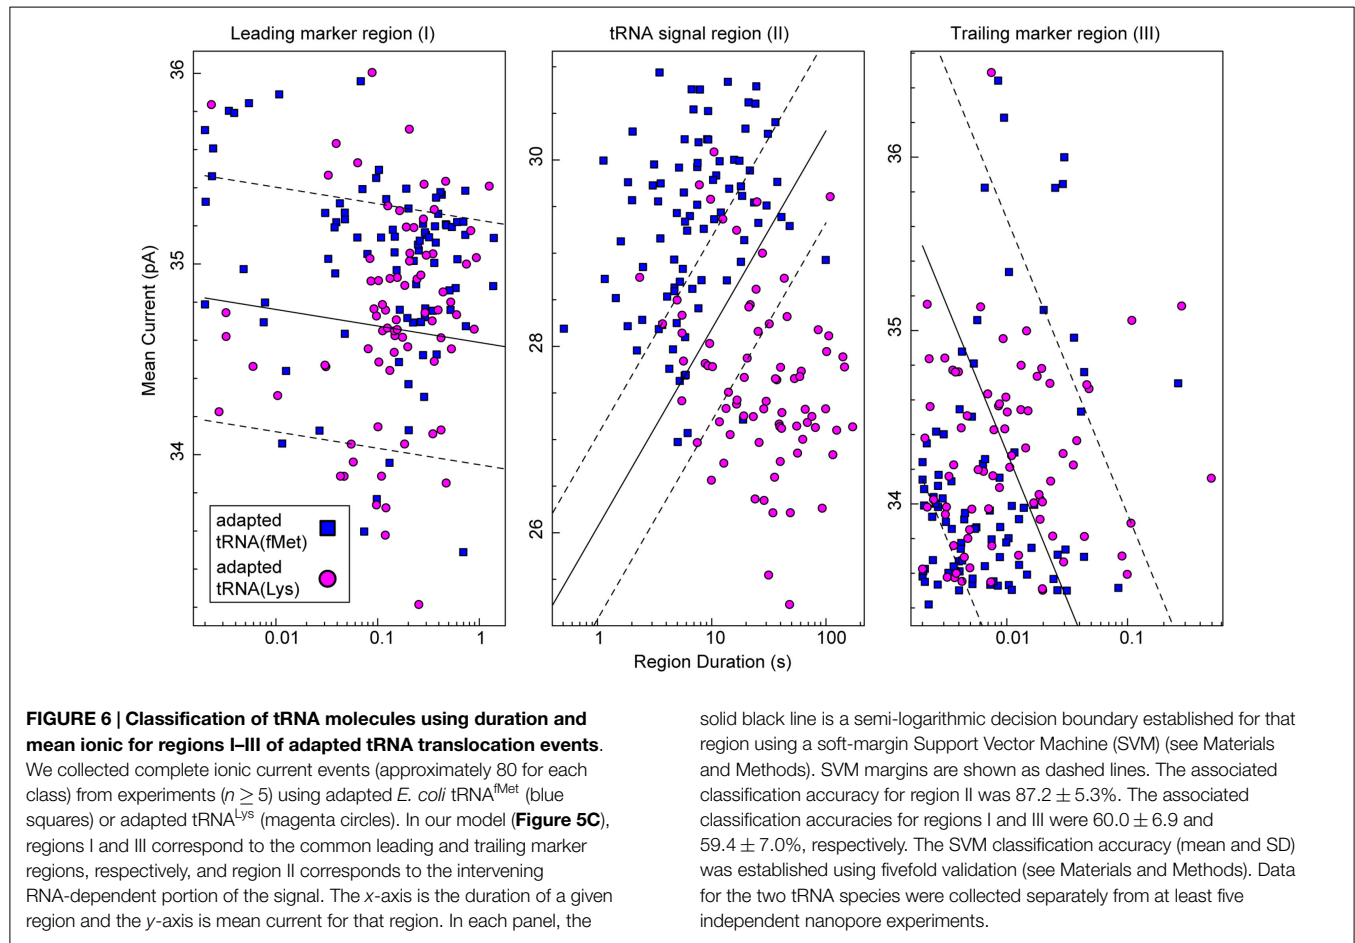 Leading marker region (I)
tRNA signal region (II)
Trailing marker region (III)
Mean Current (pA)
36
35
34
adapted
tRNA(fMet)
adapted
tRNA(Lys)
0.01
0.1
1
30
28
26
1
10
100
36
35
34
0.01
0.1
Region Duration (s)
FIGURE 6 | Classification of tRNA molecules using duration and
mean ionic for regions I–III of adapted tRNA translocation events.
We collected complete ionic current events (approximately 80 for each
class) from experiments (n ≥ 5) using adapted E. coli tRNAfMet (blue
squares) or adapted tRNALys (magenta circles). In our model (Figure 5C),
regions I and III correspond to the common leading and trailing marker
regions, respectively, and region II corresponds to the intervening
RNA-dependent portion of the signal. The x-axis is the duration of a given
region and the y-axis is mean current for that region. In each panel, the
solid black line is a semi-logarithmic decision boundary established for that
region using a soft-margin Support Vector Machine (SVM) (see Materials
and Methods). SVM margins are shown as dashed lines. The associated
classification accuracy for region II was 87.2 ± 5.3%. The associated
classification accuracies for regions I and III were 60.0 ± 6.9 and
59.4 ± 7.0%, respectively. The SVM classification accuracy (mean and SD)
was established using fivefold validation (see Materials and Methods). Data
for the two tRNA species were collected separately from at least five
independent nanopore experiments.